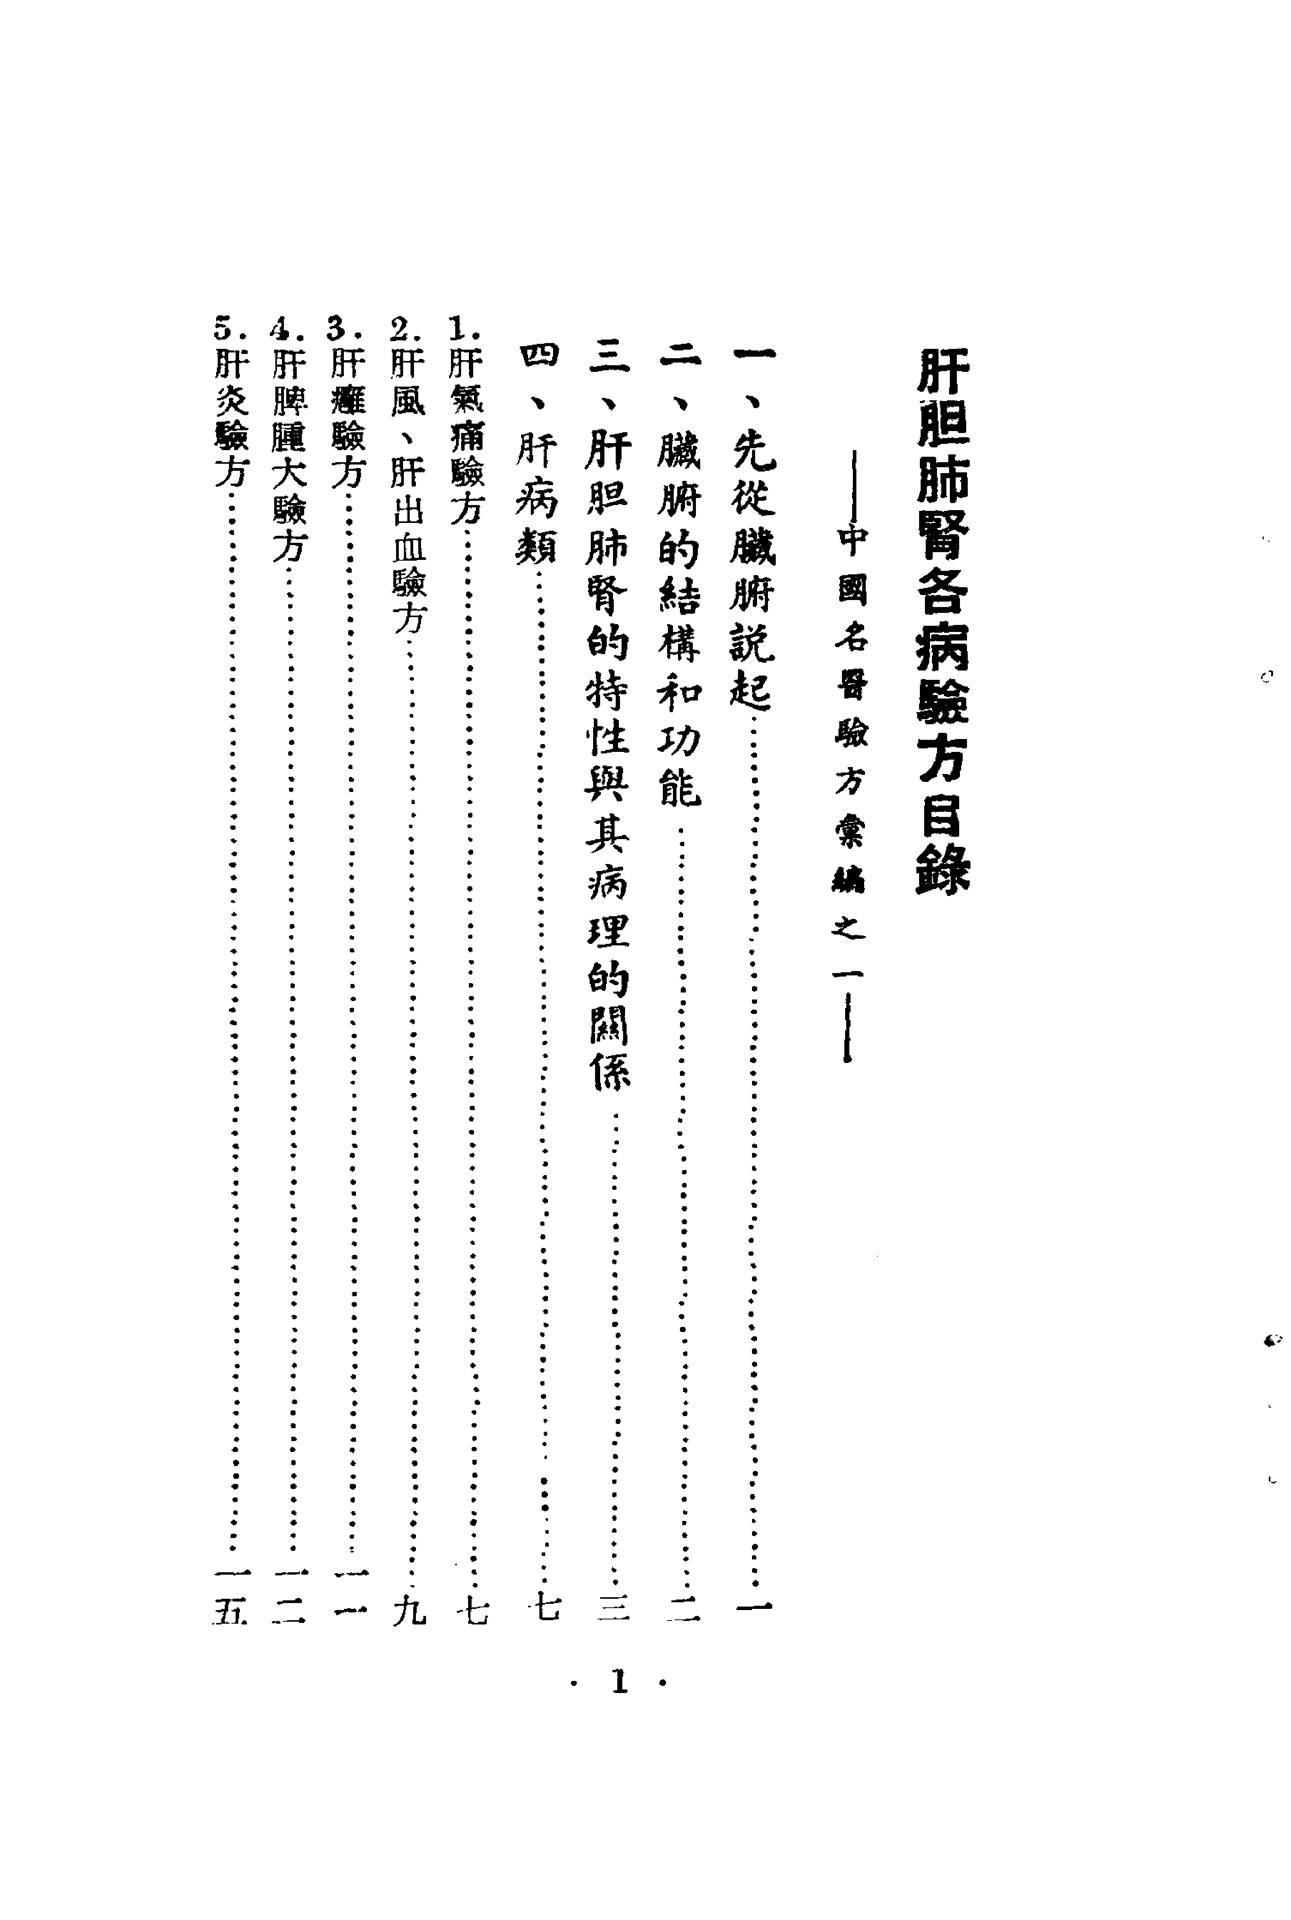 肝胆肺腎各病驗方目錄
——中國名醫驗方彙編之一——
一、先從臟腑説起……一
二、臟腑的結構和功能……二
三、肝胆肺腎的特性與其病理的關係……三
四、肝病類……七
1.肝氣痛驗方……七
2.肝風、肝出血驗方……九
3.肝癰驗方……一一
4.肝脾腫大驗方……一二
5.肝炎驗方……一五
· 1 ·